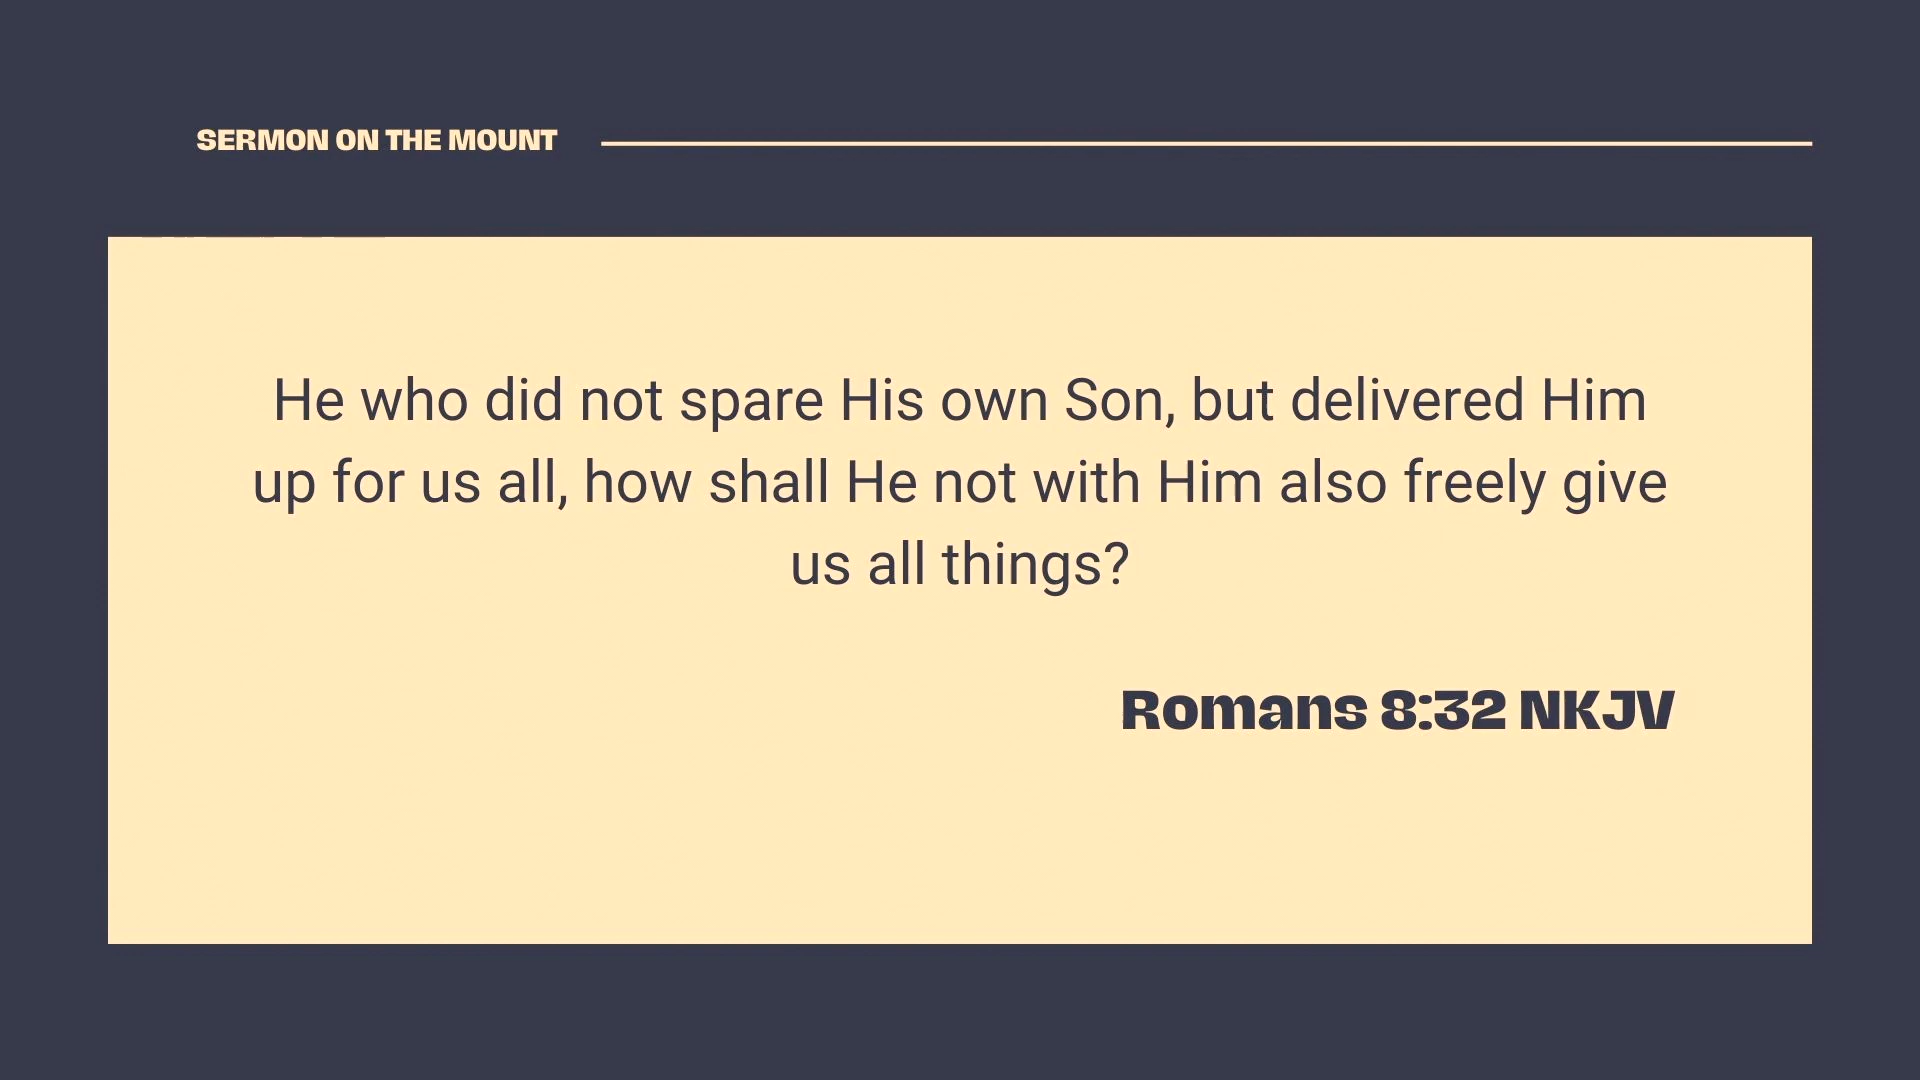 SERMON ON THE MOUNT
He who did not spare His own Son, but delivered Him
up for us all, how shall He not with Him also freely give
us all things?
Romans 8:32 NKJV